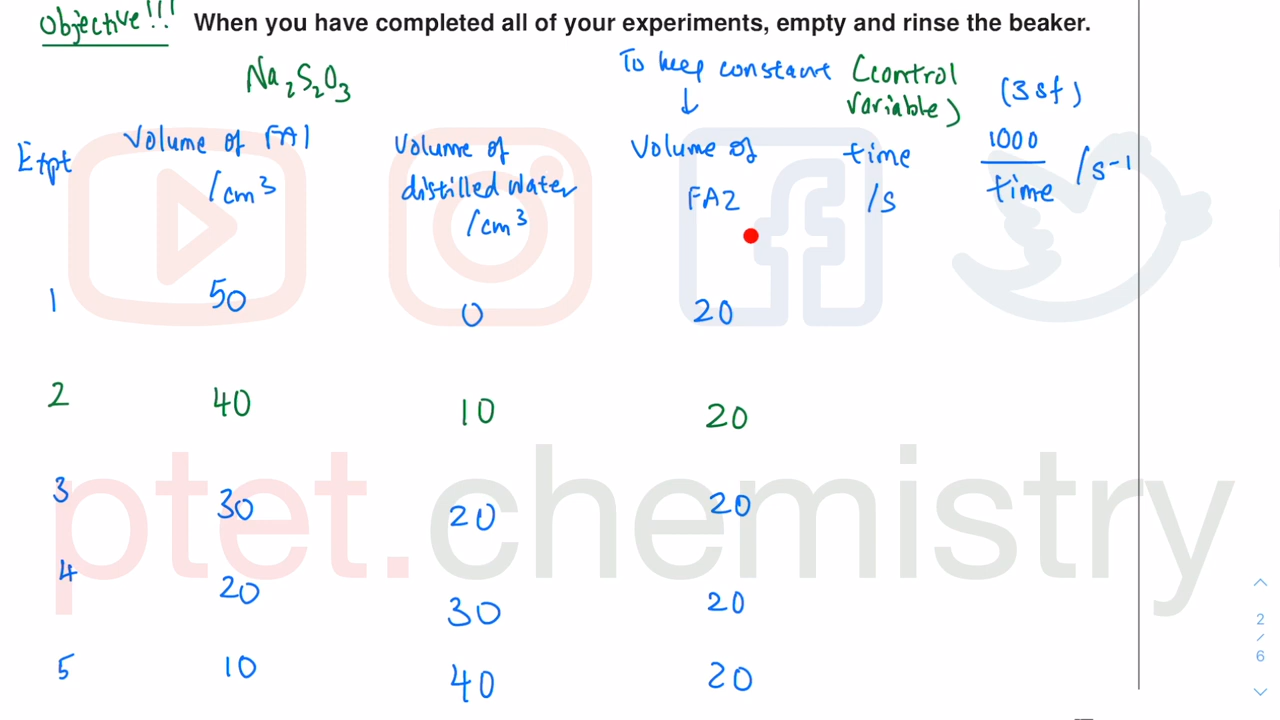 Objective!!! When you have completed all of your experiments, empty and rinse the beaker.
Na₂S₂O₃
To keep constant (control variable)
↓
(3sf)
Expt
Volume of FA1 /cm³
Volume of distilled water /cm³
Volume of FA2
time /s
1000/time /s⁻¹
1 50 0 20
2 40 10 20
3 30 20 20
4 20 30 20
5 10 40 20
ptet.chemistry
2
/
6